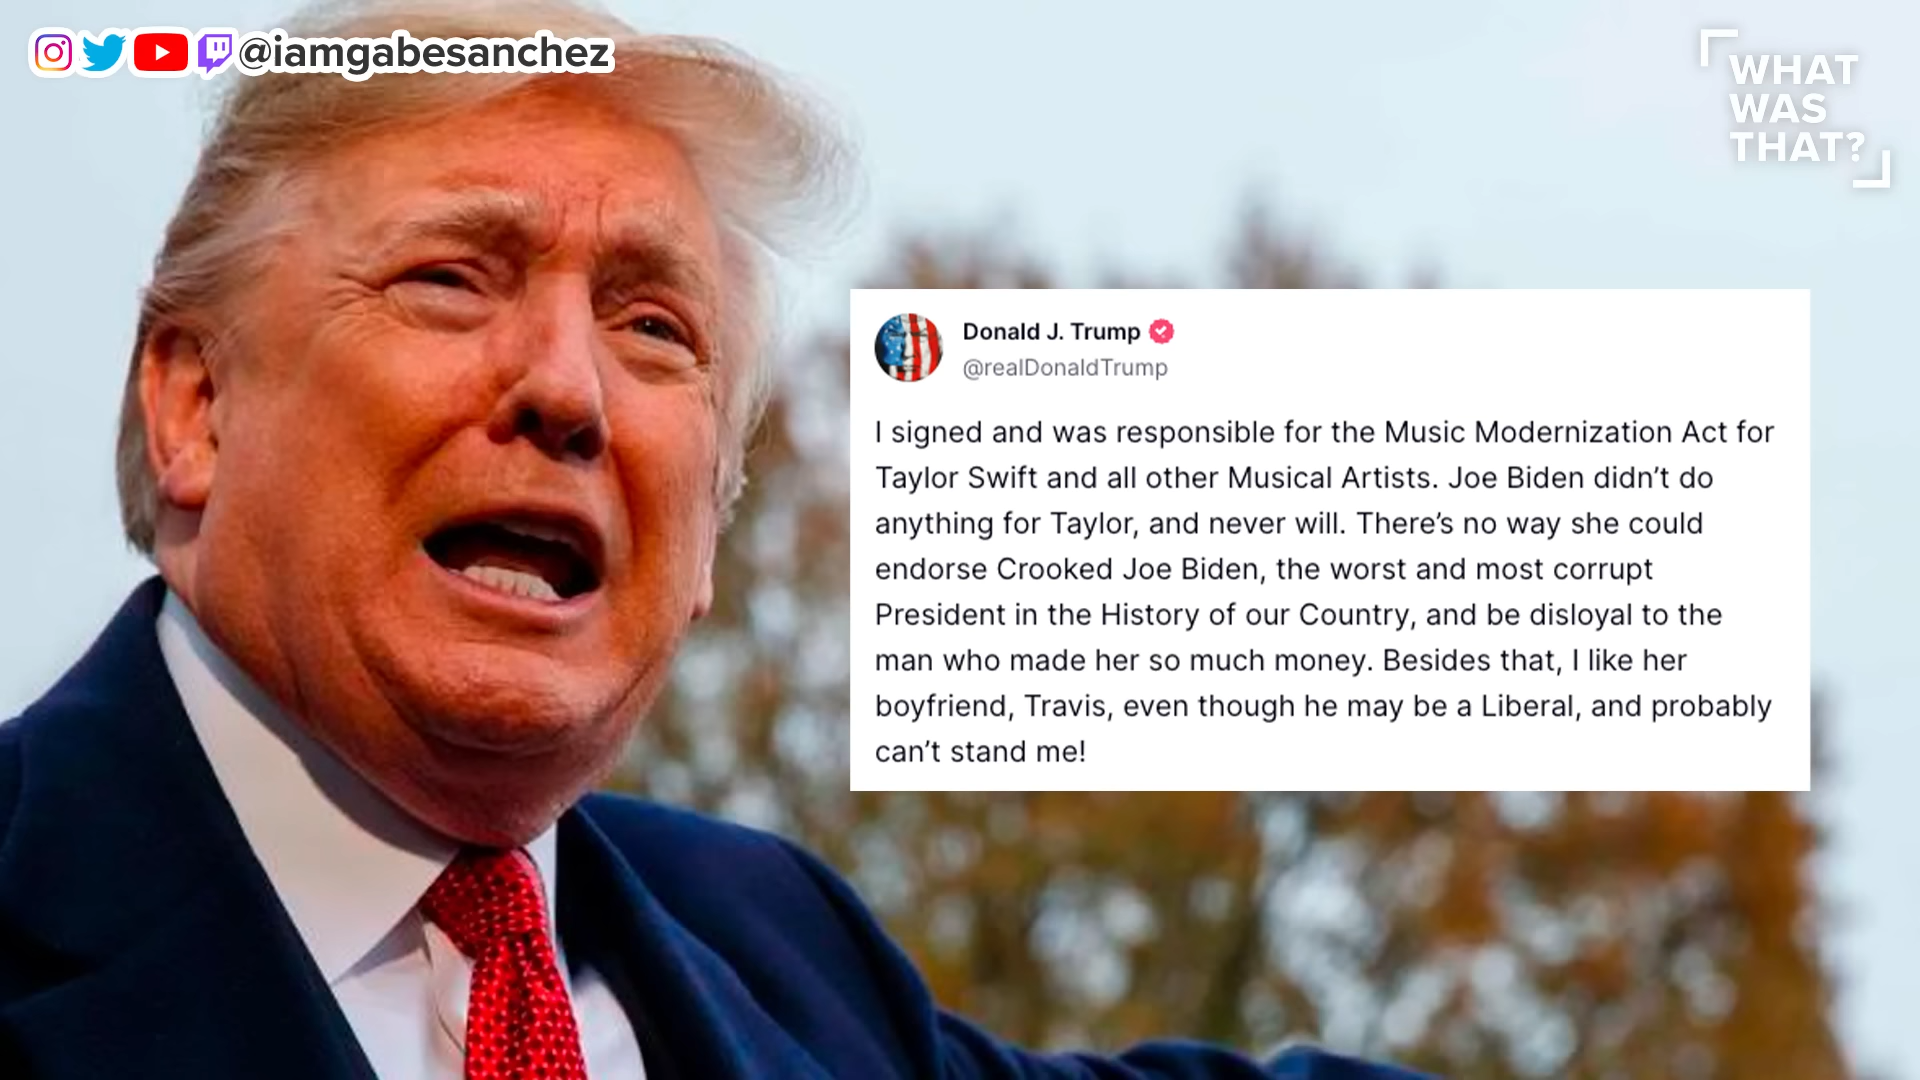 @iamgabesanchez
WHAT
WAS
THAT?
Donald J. Trump
@realDonaldTrump
I signed and was responsible for the Music Modernization Act for
Taylor Swift and all other Musical Artists. Joe Biden didn’t do
anything for Taylor, and never will. There’s no way she could
endorse Crooked Joe Biden, the worst and most corrupt
President in the History of our Country, and be disloyal to the
man who made her so much money. Besides that, I like her
boyfriend, Travis, even though he may be a Liberal, and probably
can’t stand me!